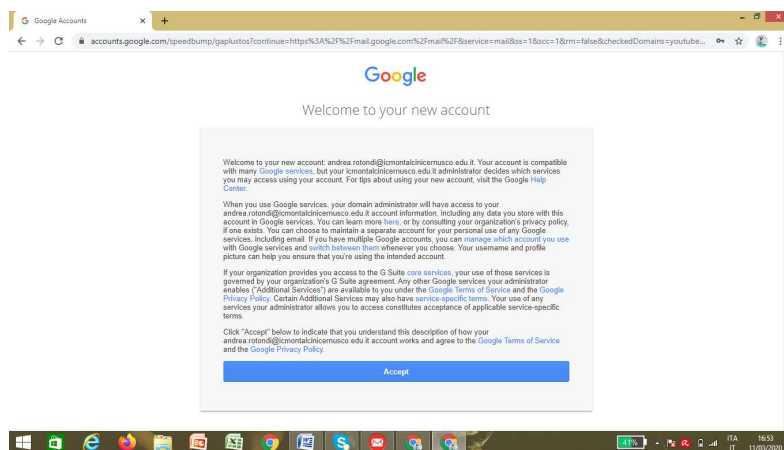 Google Accounts
accounts.google.com/speedbump/gaplustos?continue=https%3A%2F%2Fmail.google.com%2Fmail%2F&service=mail&ss=1&scc=1&rm=false&checkedDomains=youtube...
Google
Welcome to your new account
Welcome to your new account: andrea.rotondi@icmontalcinicernusco.edu.it. Your account is compatible
with many Google services, but your icmontalcinicernusco.edu.it administrator decides which services
you may access using your account. For tips about using your new account, visit the Google Help
Center.
When you use Google services, your domain administrator will have access to your
andrea.rotondi@icmontalcinicernusco.edu.it account information, including any data you store with this
account in Google services. You can learn more here, or by consulting your organization's privacy policy,
if one exists. You can choose to maintain a separate account for your personal use of any Google
services, including email. If you have multiple Google accounts, you can manage which account you use
with Google services and switch between them whenever you choose. Your username and profile
picture can help you ensure that you're using the intended account.
If your organization provides you access to the G Suite core services, your use of those services is
governed by your organization's G Suite agreement. Any other Google services your administrator
enables ("Additional Services") are available to you under the Google Terms of Service and the Google
Privacy Policy. Certain Additional Services may also have service-specific terms. Your use of any
services your administrator allows you to access constitutes acceptance of applicable service-specific
terms.
Click "Accept" below to indicate that you understand this description of how your
andrea.rotondi@icmontalcinicernusco.edu.it account works and agree to the Google Terms of Service
and the Google Privacy Policy.
Accept
41%
ITA
16:53
IT
11/03/2020